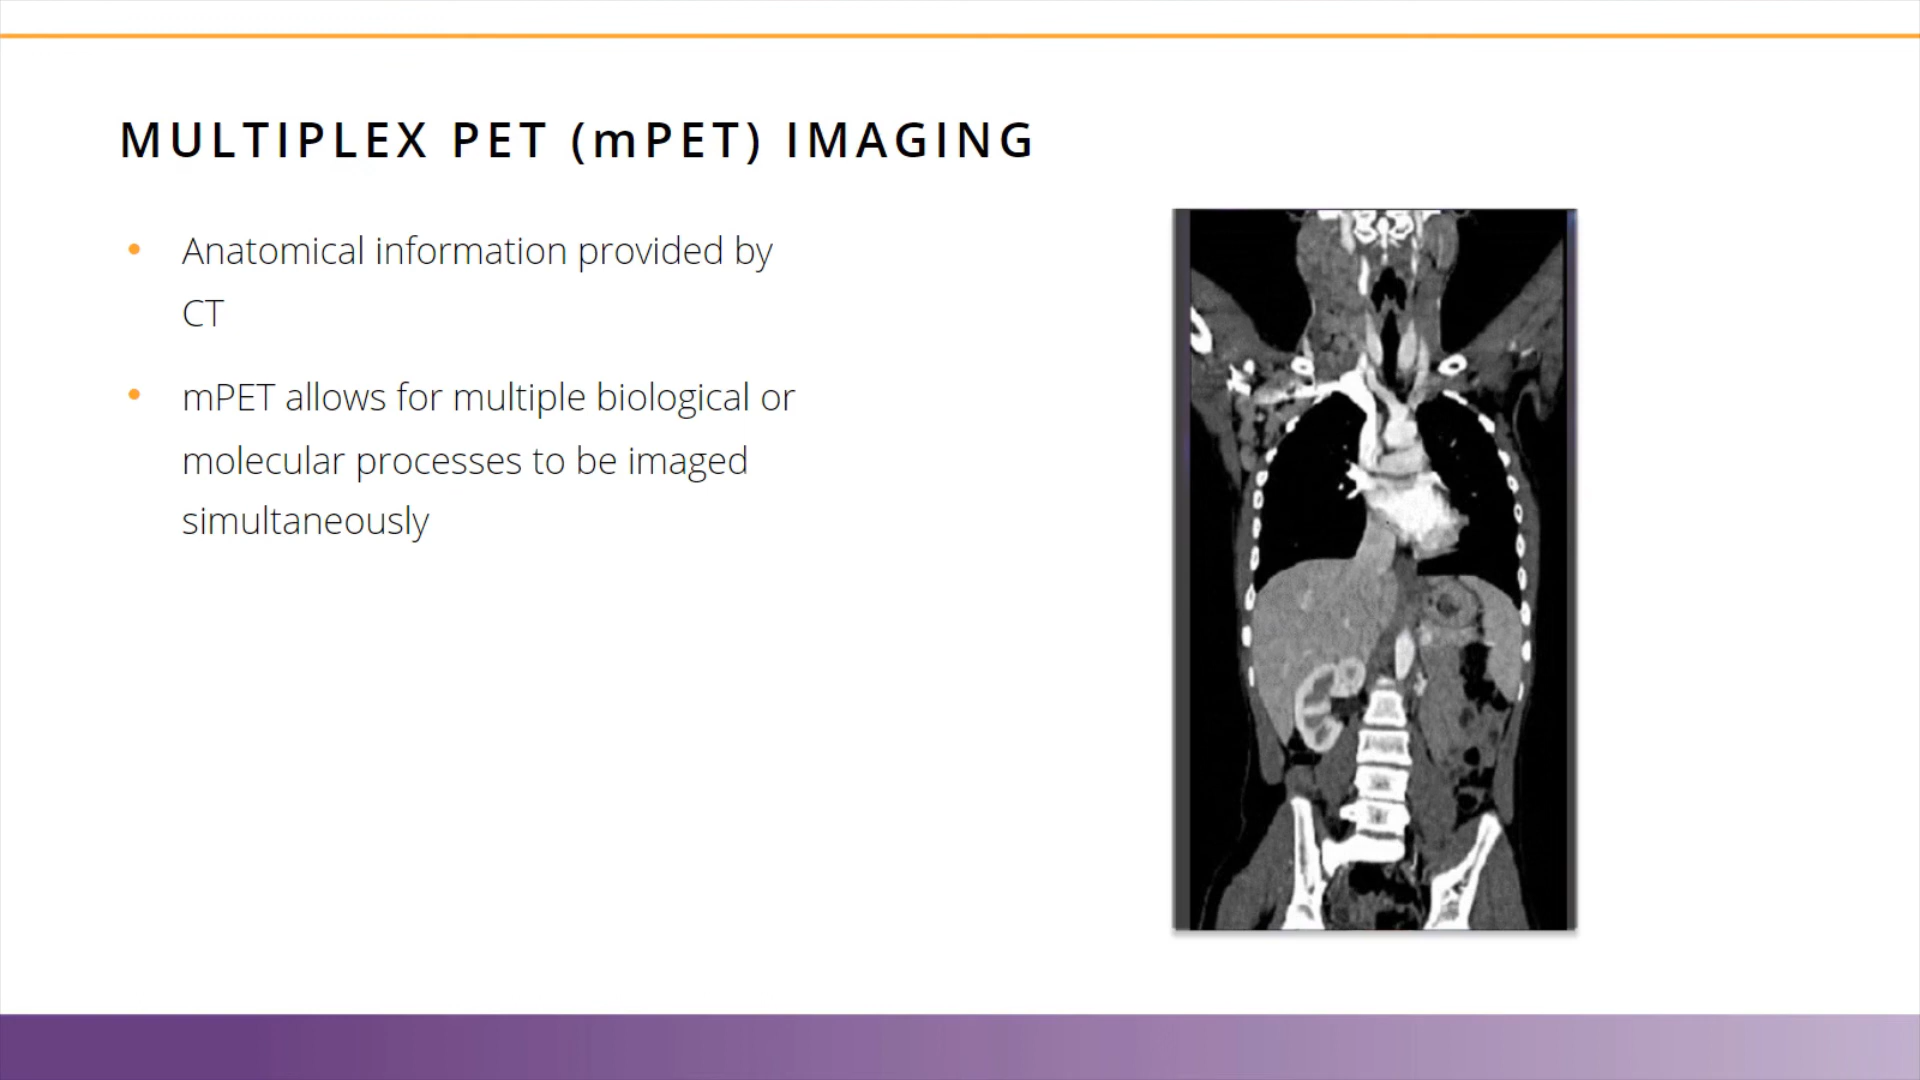 MULTIPLEX PET (mPET) IMAGING
• Anatomical information provided by
CT
• mPET allows for multiple biological or
molecular processes to be imaged
simultaneously